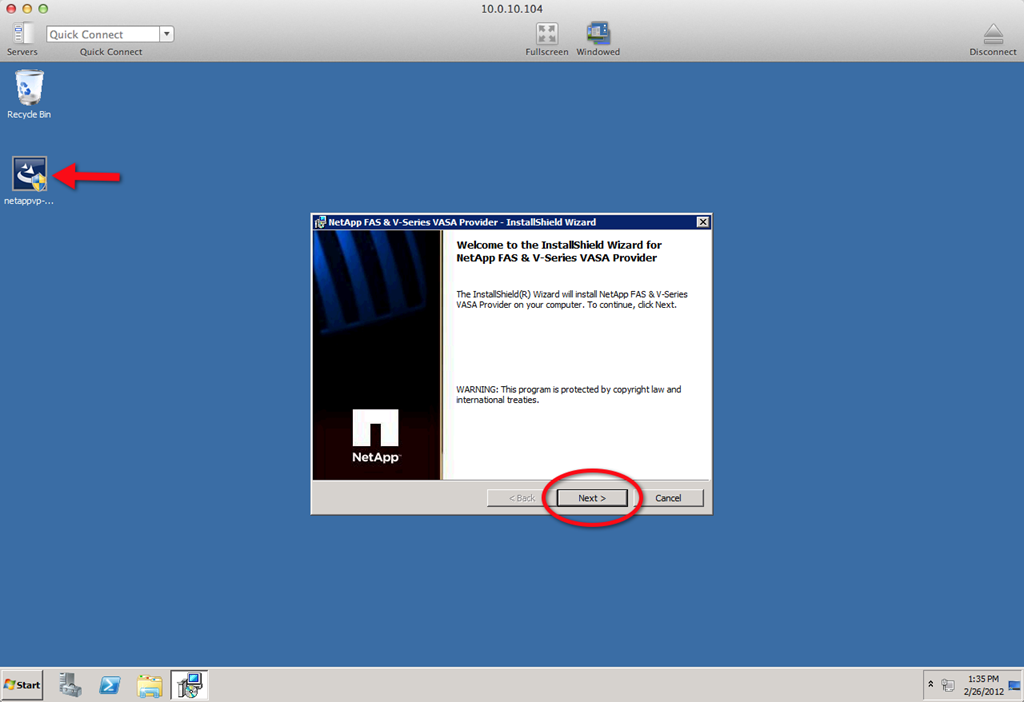 10.0.10.104
Quick Connect
Servers
Quick Connect
Fullscreen
Windowed
Disconnect
Recycle Bin
netappvp-...
NetApp FAS & V-Series VASA Provider - InstallShield Wizard
Welcome to the InstallShield Wizard for
NetApp FAS & V-Series VASA Provider
The InstallShield(R) Wizard will install NetApp FAS & V-Series
VASA Provider on your computer. To continue, click Next.
WARNING: This program is protected by copyright law and
international treaties.
NetApp™
< Back
Next >
Cancel
Start
1:35 PM
2/26/2012